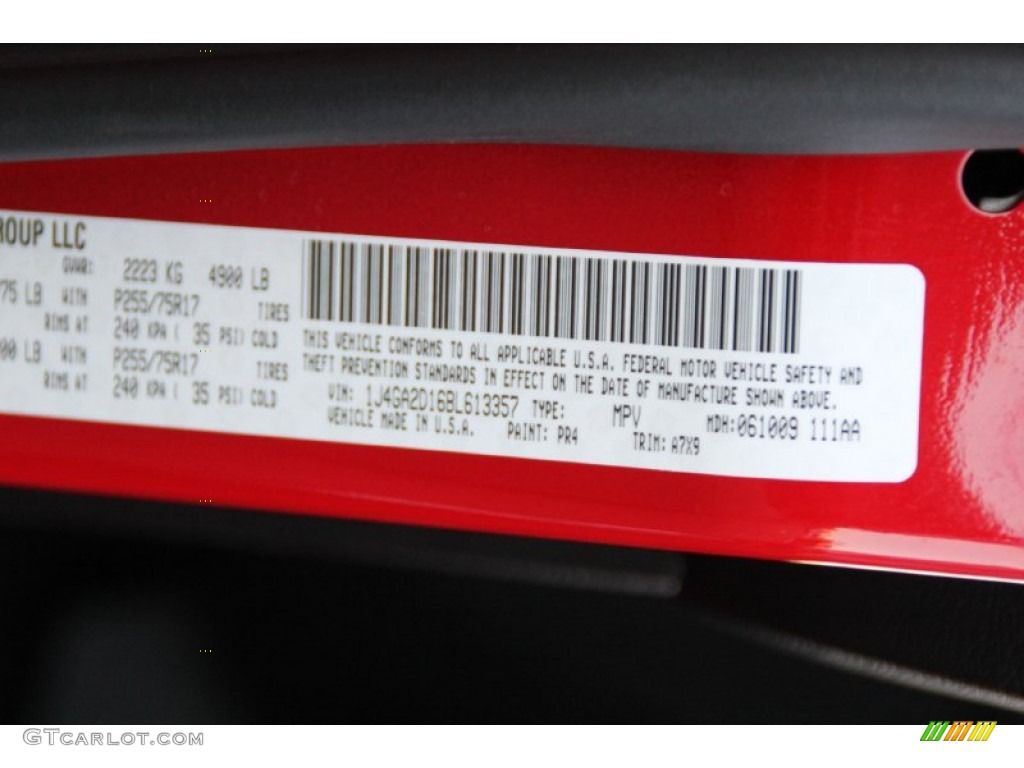 ROUP LLC
GVWR: 2223 KG 4900 LB
75 LB WITH P255/75R17 TIRES
RIMS AT 240 KPA ( 35 PSI) COLD
00 LB WITH P255/75R17 TIRES
RIMS AT 240 KPA ( 35 PSI) COLD
THIS VEHICLE CONFORMS TO ALL APPLICABLE U.S.A. FEDERAL MOTOR VEHICLE SAFETY AND
THEFT PREVENTION STANDARDS IN EFFECT ON THE DATE OF MANUFACTURE SHOWN ABOVE.
VIN: 1J4GA2D16BL613357 TYPE: MPV MDH:061009 111AA
VEHICLE MADE IN U.S.A. PAINT: PR4 TRIM: A7X9
GTCARLOT.COM